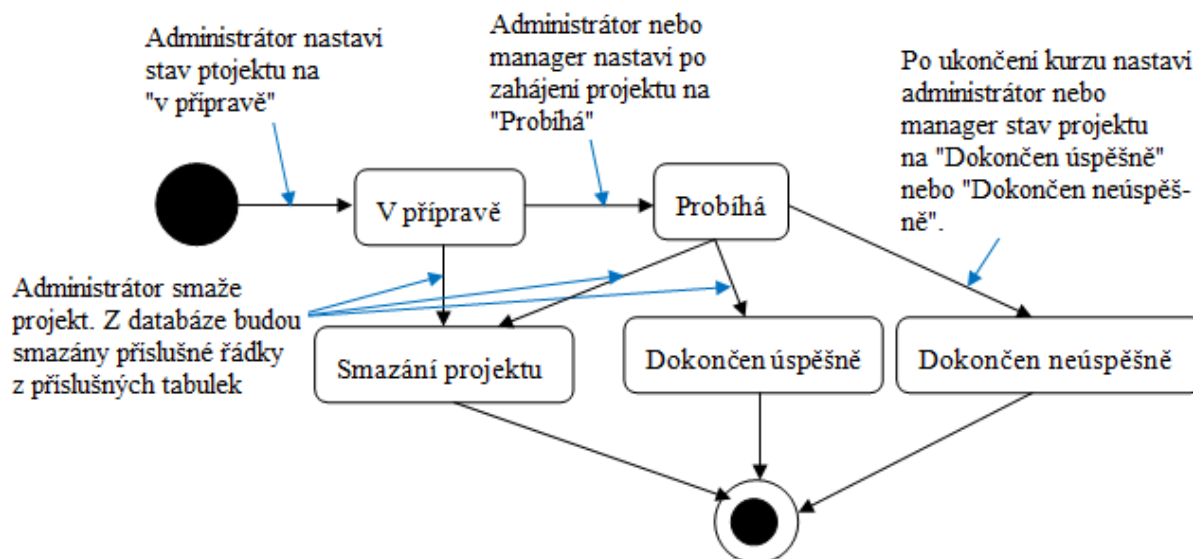 Administrátor nastaví
stav ptojektu na
"v přípravě"
Administrátor nebo
manager nastaví po
zahájení projektu na
"Probíhá"
Po ukončení kurzu nastaví
administrátor nebo
manager stav projektu
na "Dokončen úspěšně"
nebo "Dokončen neúspěš-
ně".
V přípravě
Probíhá
Administrátor smaže
projekt. Z databáze budou
smazány příslušné řádky
z příslušných tabulek
Smazání projektu
Dokončen úspěšně
Dokončen neúspěšně